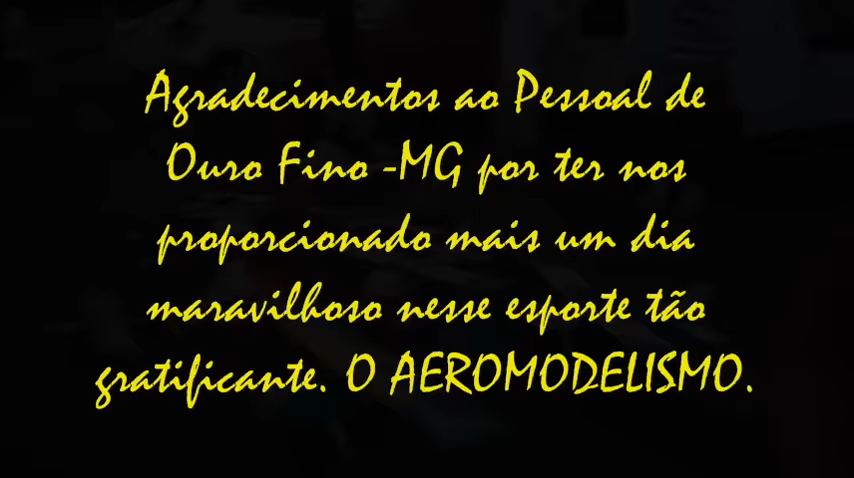 Agradecimentos ao Pessoal de
Ouro Fino -MG por ter nos
proporcionado mais um dia
maravilhoso nesse esporte tão
gratificante. O AEROMODELISMO.